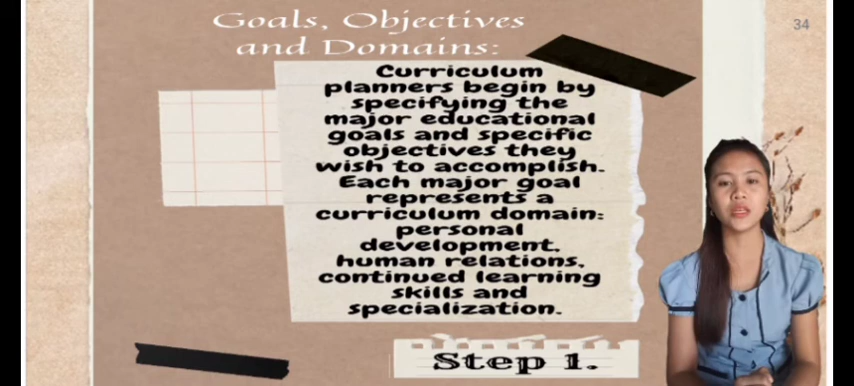 Goals, Objectives
and Domains:
34
Curriculum
planners begin by
specifying the
major educational
goals and specific
objectives they
wish to accomplish.
Each major goal
represents a
curriculum domain:
personal
development,
human relations,
continued learning
skills and
specialization.
Step 1.